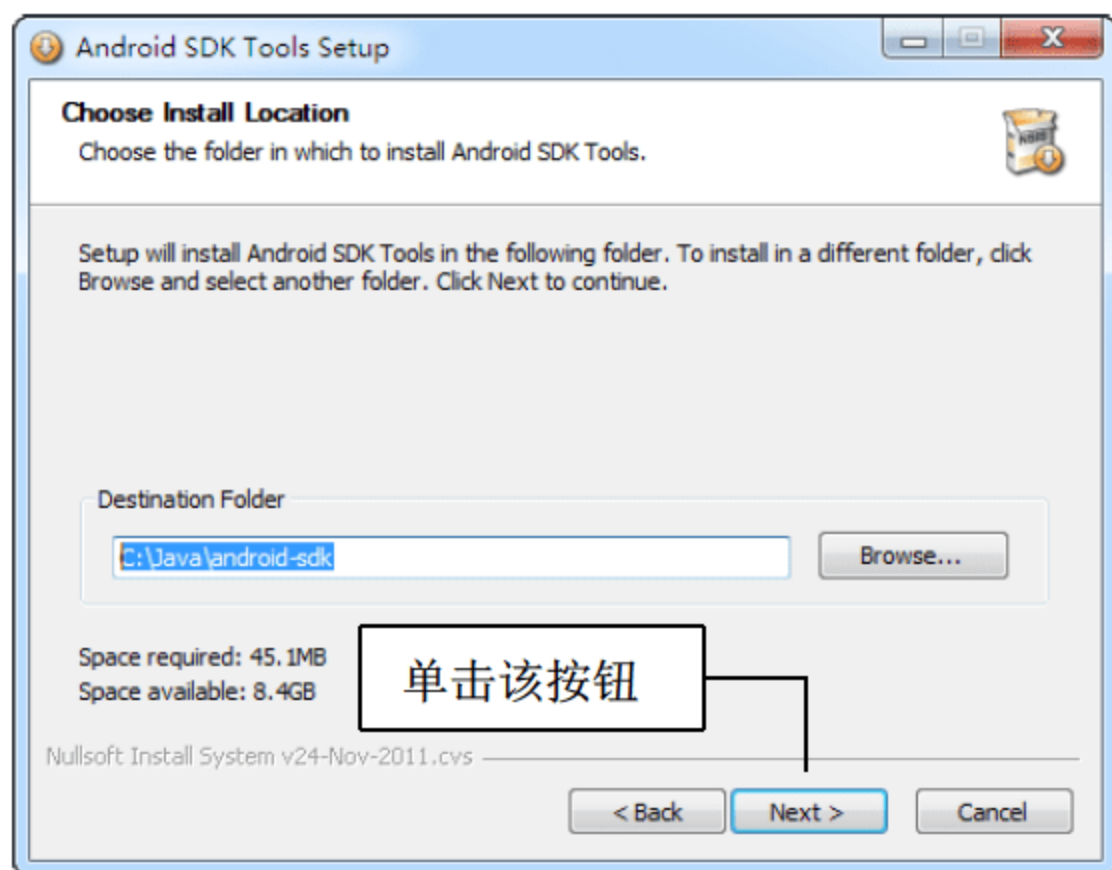 Android SDK Tools Setup
Choose Install Location
Choose the folder in which to install Android SDK Tools.
Setup will install Android SDK Tools in the following folder. To install in a different folder, click
Browse and select another folder. Click Next to continue.
Destination Folder
C:\Java\android-sdk
Browse...
Space required: 45.1MB
Space available: 8.4GB
单击该按钮
Nullsoft Install System v24-Nov-2011.cvs
< Back
Next >
Cancel